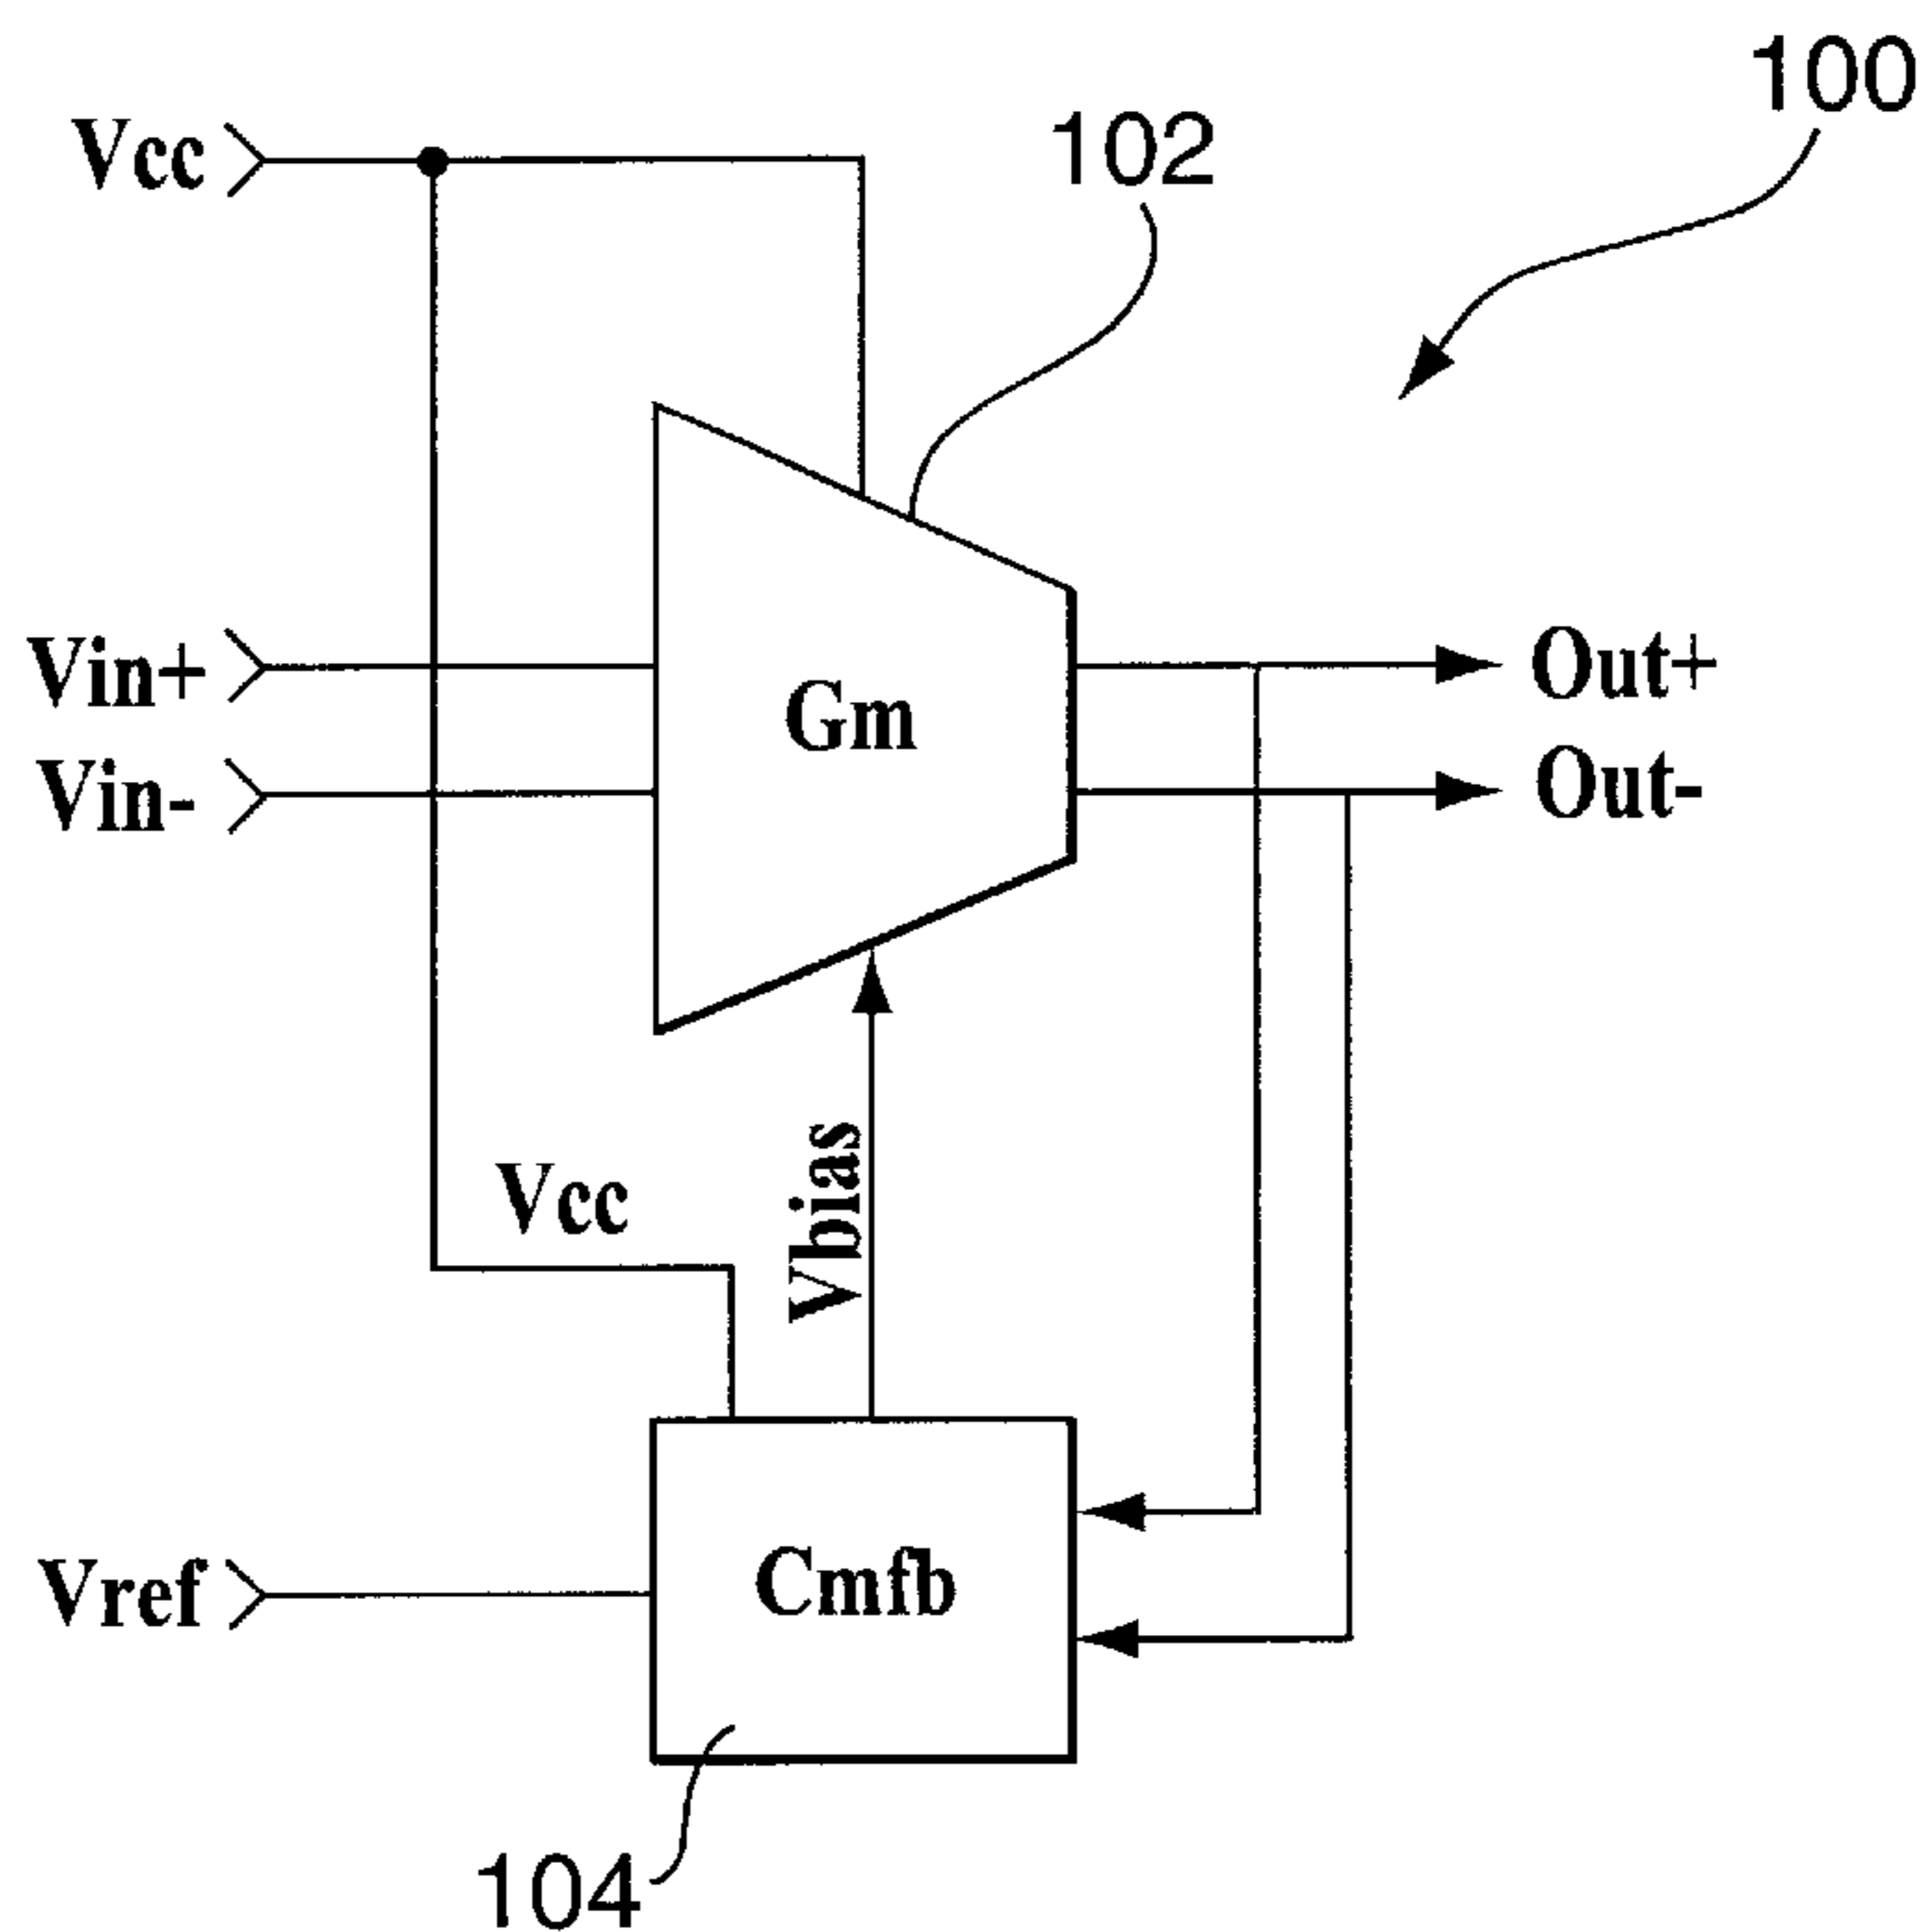 100
Vcc
102
Vin+
Gm
Out+
Vin-
Out-
Vcc
Vbias
Vref
Cmfb
104